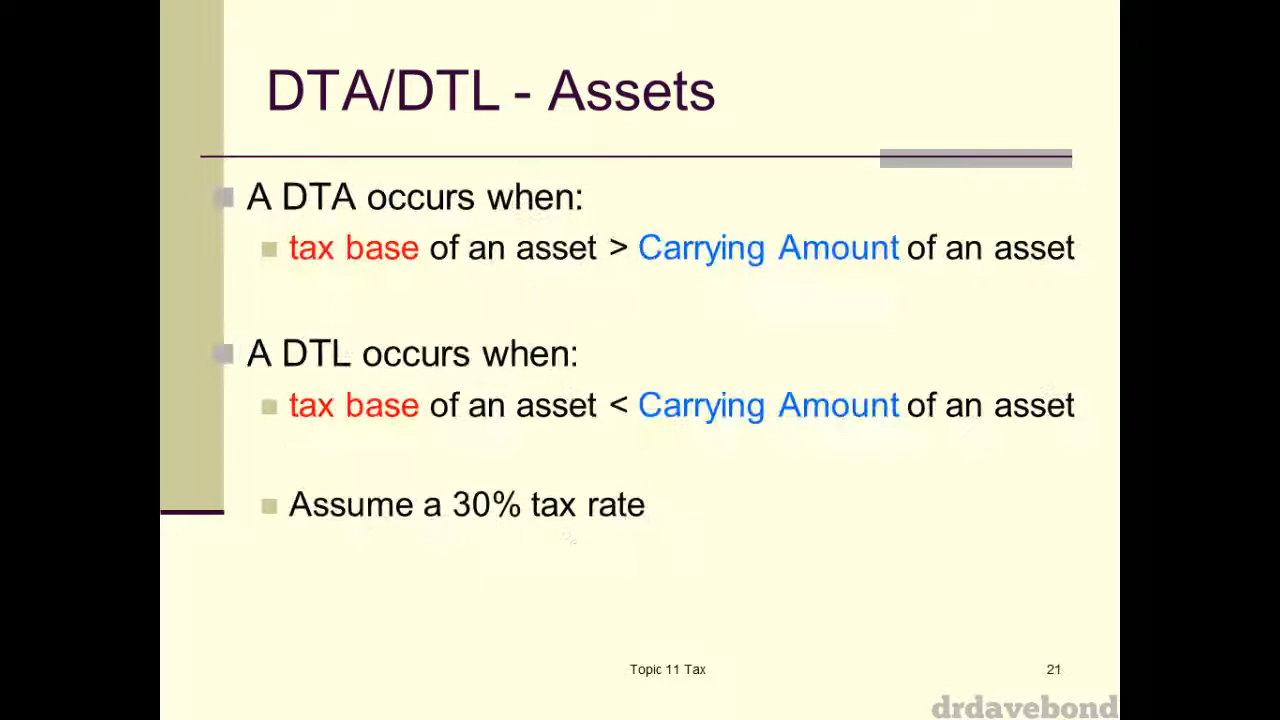 DTA/DTL - Assets
A DTA occurs when:
tax base of an asset > Carrying Amount of an asset
A DTL occurs when:
tax base of an asset < Carrying Amount of an asset
Assume a 30% tax rate
Topic 11 Tax
21
drdavebond